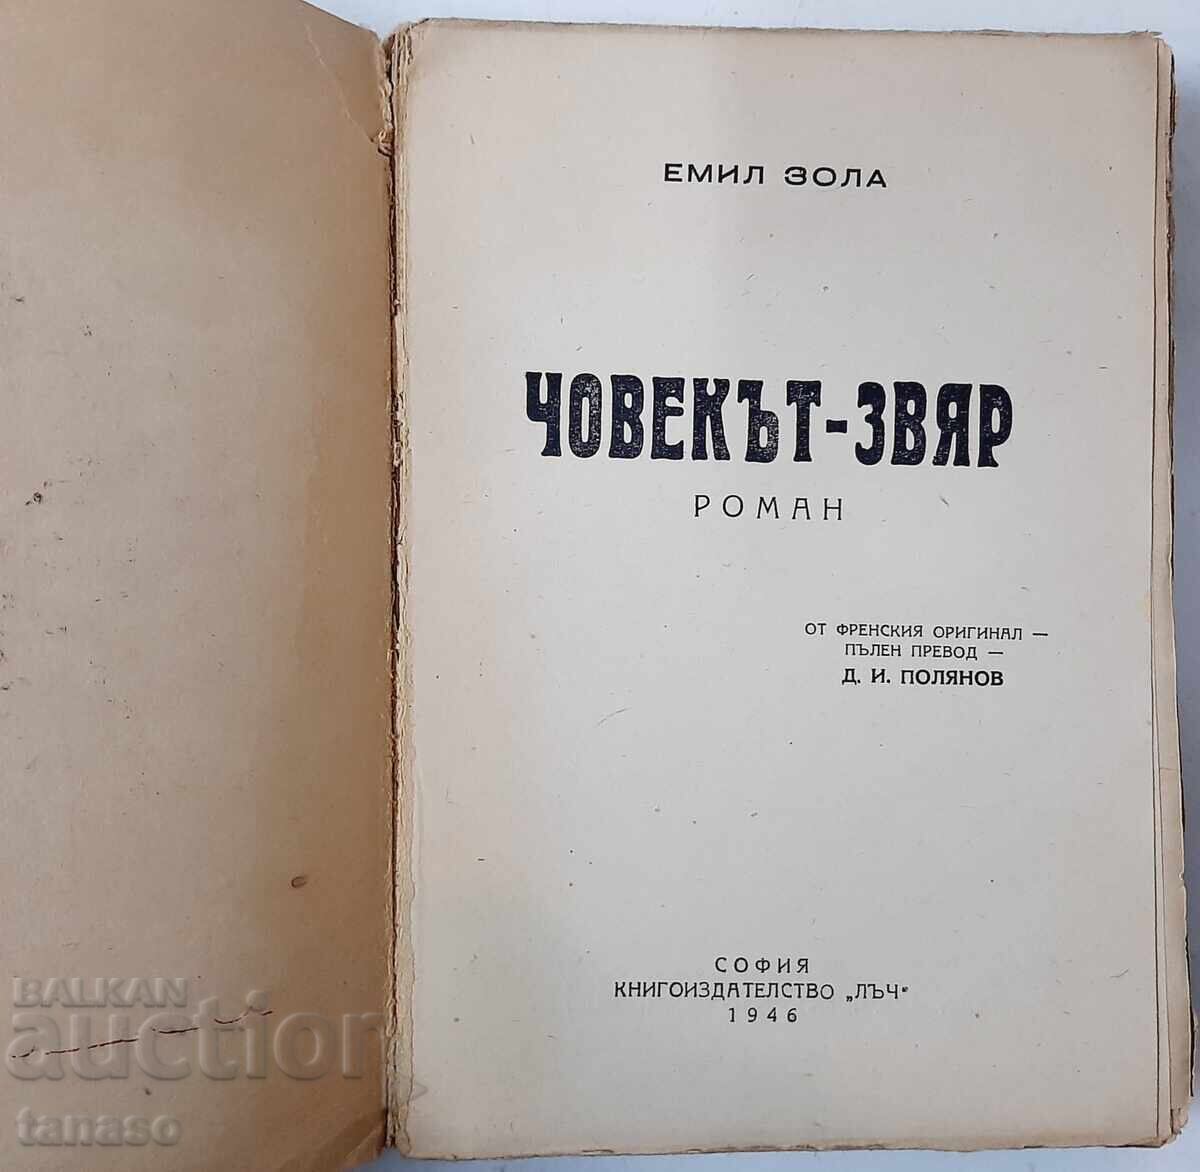 ЕМИЛ ЗОЛА
ЧОВЕКЪТ-ЗВЯР
РОМАН
ОТ ФРЕНСКИЯ ОРИГИНАЛ —
ПЪЛЕН ПРЕВОД —
Д. И. ПОЛЯНОВ
СОФИЯ
КНИГОИЗДАТЕЛСТВО „ЛЪЧ“
1946
BALKAN
auction
tanaso